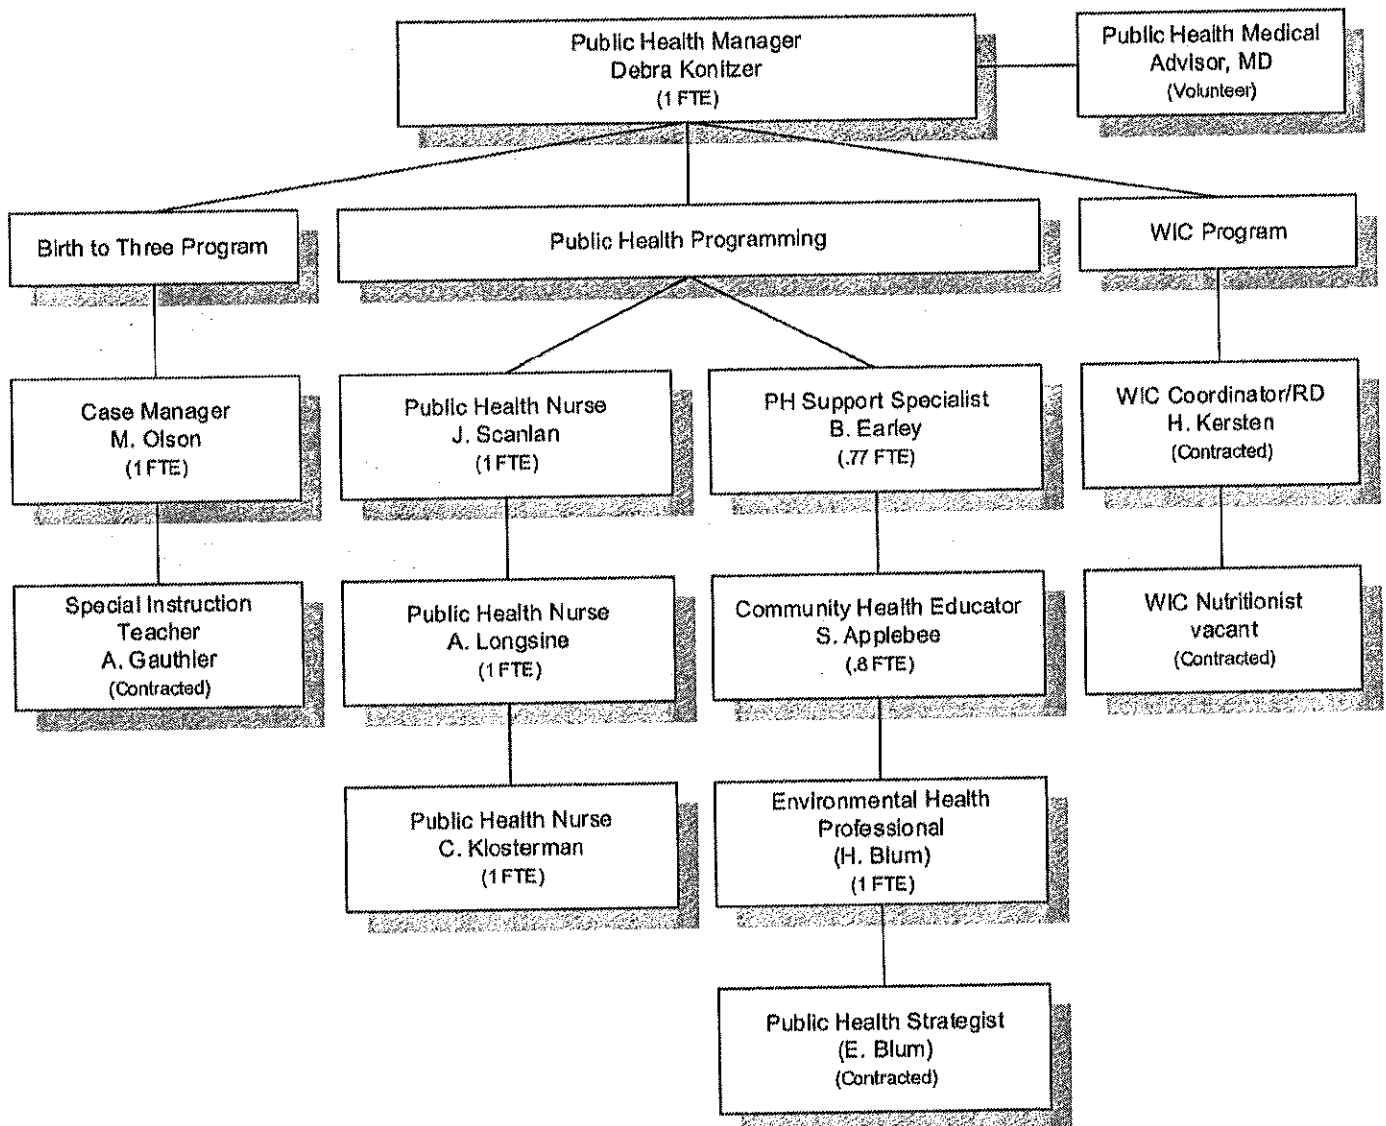 Public Health Manager
Debra Konitzer
(1 FTE)
Public Health Medical
Advisor, MD
(Volunteer)
Birth to Three Program
Public Health Programming
WIC Program
Case Manager
M. Olson
(1 FTE)
Public Health Nurse
J. Scanlan
(1 FTE)
PH Support Specialist
B. Earley
(.77 FTE)
WIC Coordinator/RD
H. Kersten
(Contracted)
Special Instruction
Teacher
A. Gauthier
(Contracted)
Public Health Nurse
A. Longsine
(1 FTE)
Community Health Educator
S. Applebee
(.8 FTE)
WIC Nutritionist
vacant
(Contracted)
Public Health Nurse
C. Klosterman
(1 FTE)
Environmental Health
Professional
(H. Blum)
(1 FTE)
Public Health Strategist
(E. Blum)
(Contracted)